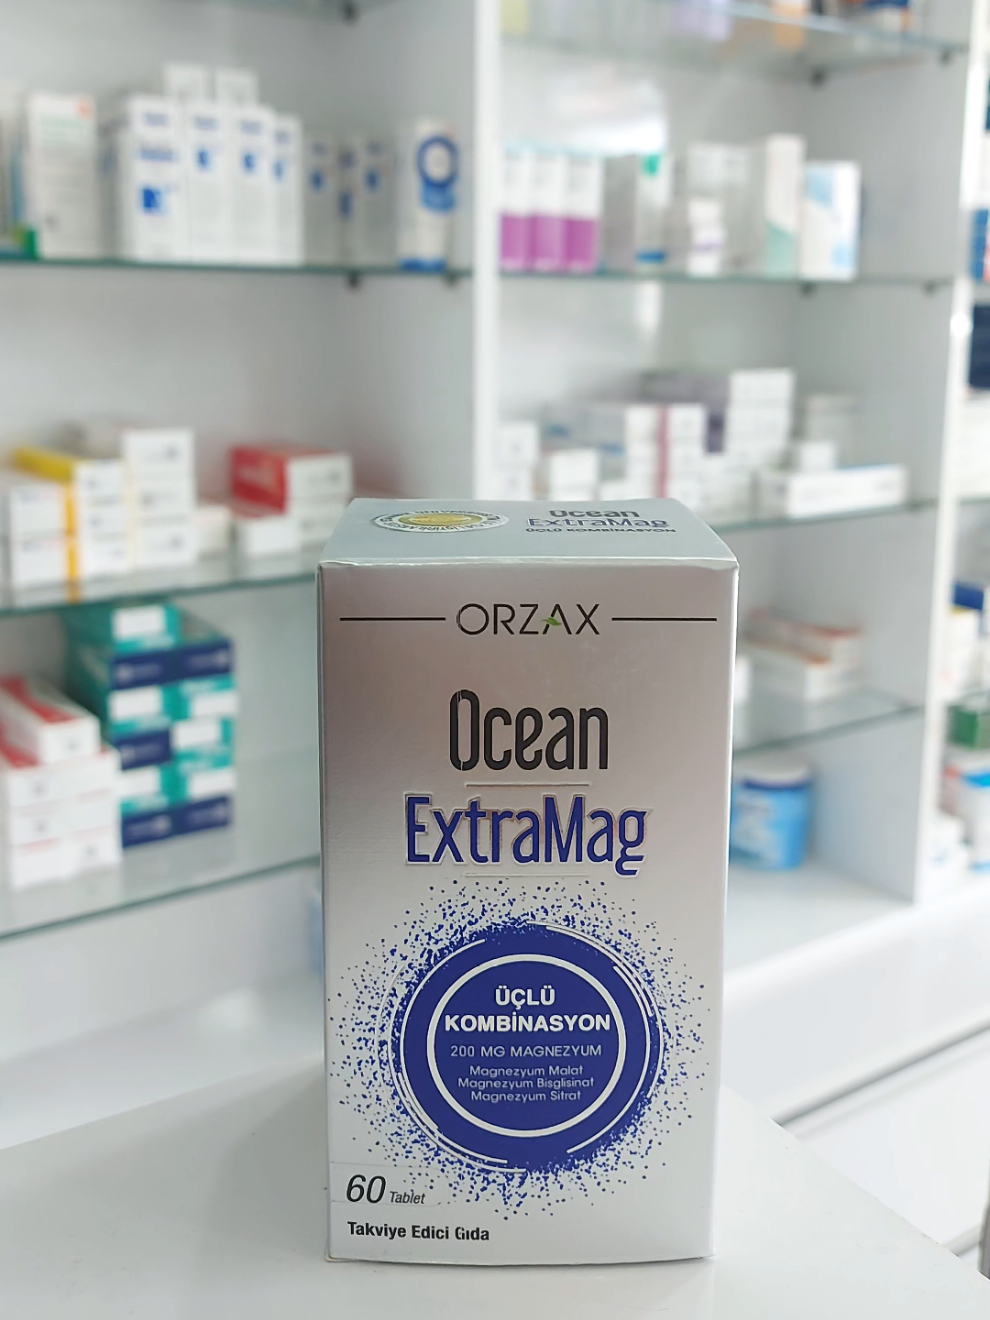 Ocean
ExtraMag
ÜÇLÜ KOMBİNASYON
ORZAX
Ocean
ExtraMag
ÜÇLÜ
KOMBİNASYON
200 MG MAGNEZYUM
Magnezyum Malat
Magnezyum Bisglisinat
Magnezyum Sitrat
60 Tablet
Takviye Edici Gıda